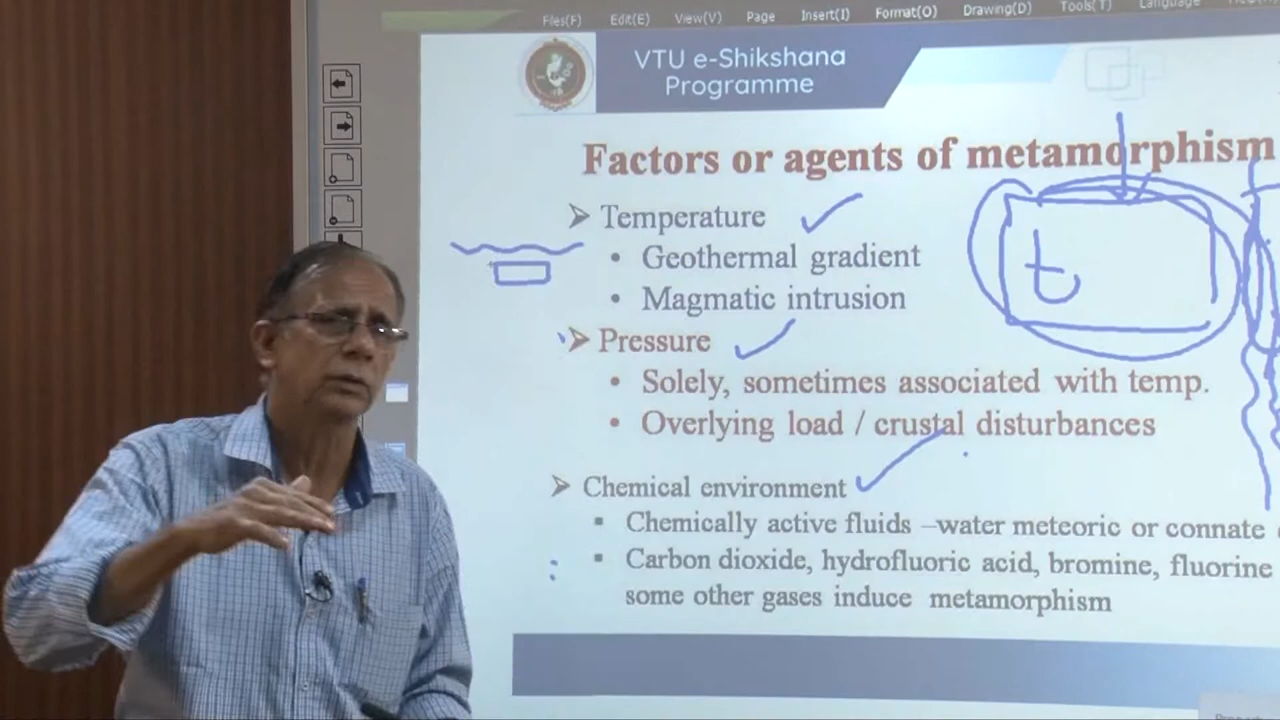 Files(F) Edit(E) View(V) Page Insert(I) Format(O) Drawing(D) Tools(T) Language
VTU e-Shikshana
Programme
Factors or agents of metamorphism
➢ Temperature
• Geothermal gradient
• Magmatic intrusion
t
➢ Pressure
• Solely, sometimes associated with temp.
• Overlying load / crustal disturbances
➢ Chemical environment
▪ Chemically active fluids –water meteoric or connate
▪ Carbon dioxide, hydrofluoric acid, bromine, fluorine
some other gases induce metamorphism